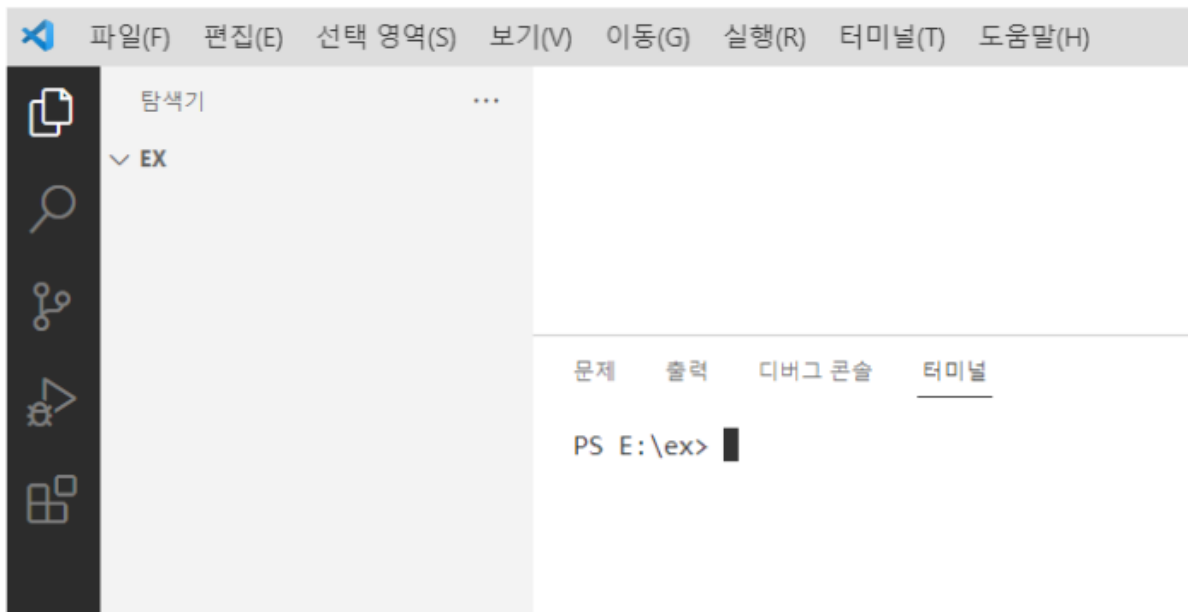 파일(F) 편집(E) 선택 영역(S) 보기(V) 이동(G) 실행(R) 터미널(T) 도움말(H)
탐색기 ···
EX
문제 출력 디버그 콘솔 터미널
PS E:\ex>